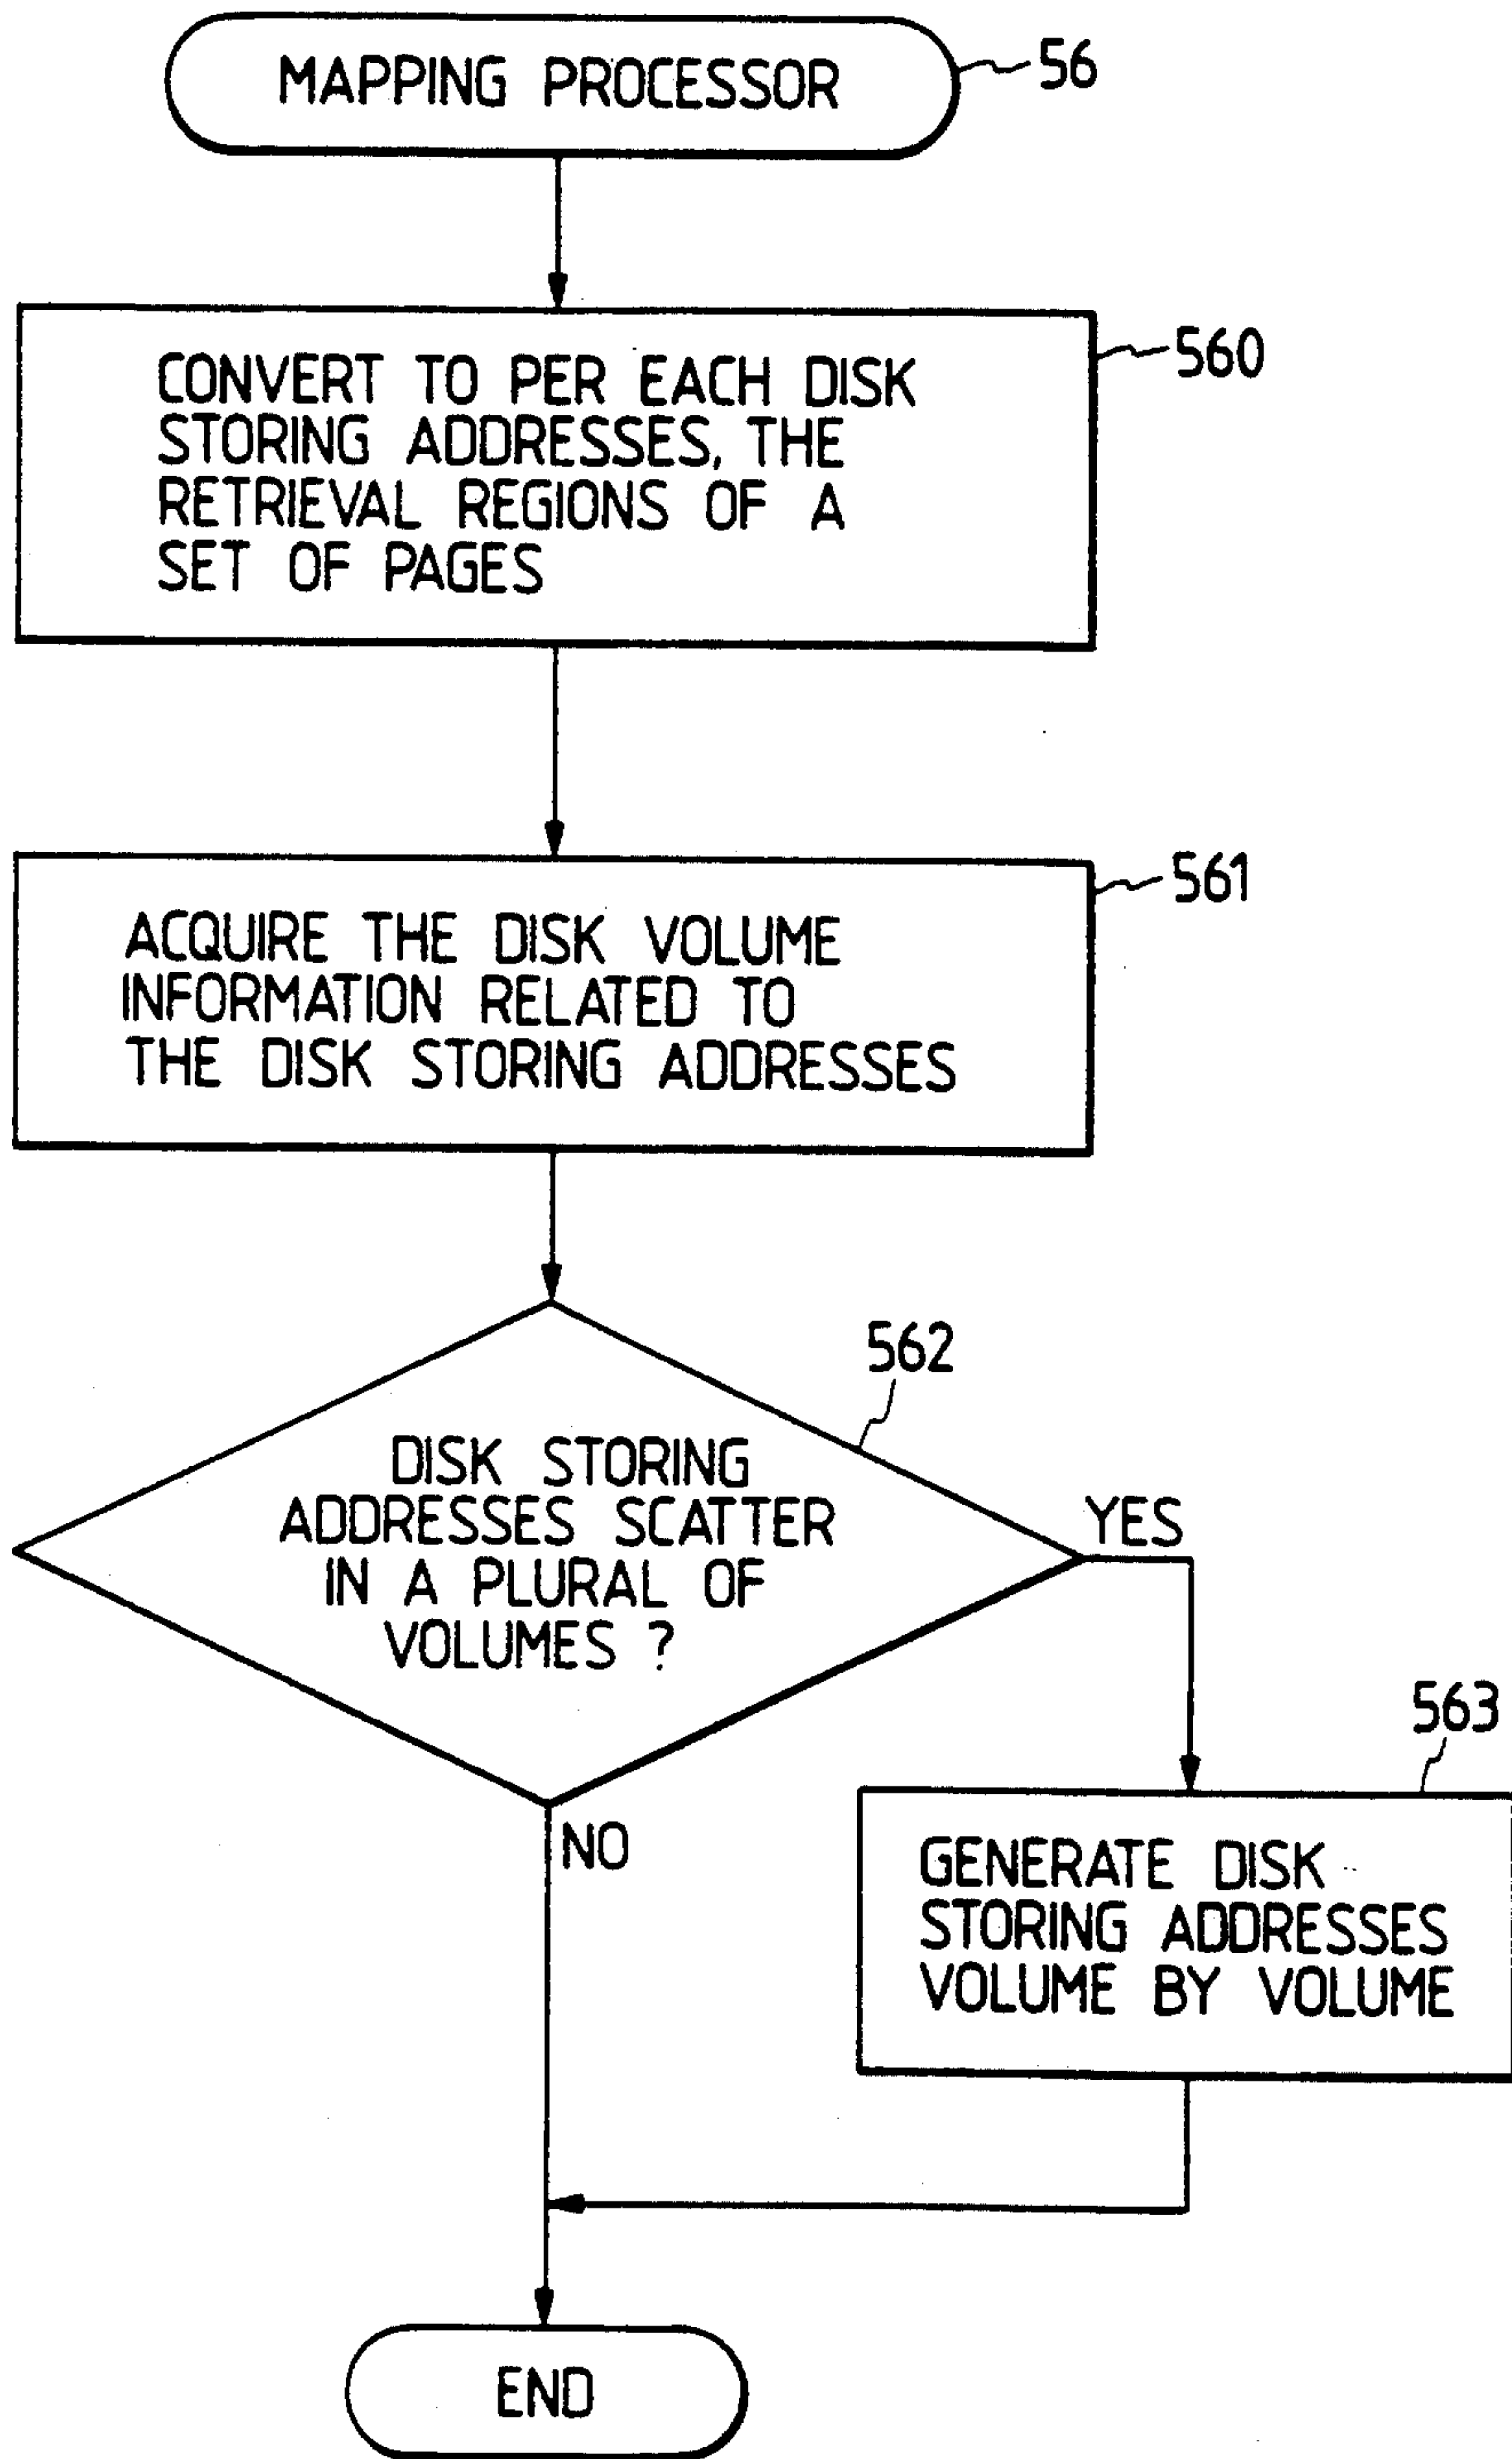 MAPPING PROCESSOR
56
CONVERT TO PER EACH DISK
STORING ADDRESSES, THE
RETRIEVAL REGIONS OF A
SET OF PAGES
560
ACQUIRE THE DISK VOLUME
INFORMATION RELATED TO
THE DISK STORING ADDRESSES
561
562
DISK STORING
ADDRESSES SCATTER
IN A PLURAL OF
VOLUMES ?
YES
NO
563
GENERATE DISK
STORING ADDRESSES
VOLUME BY VOLUME
END